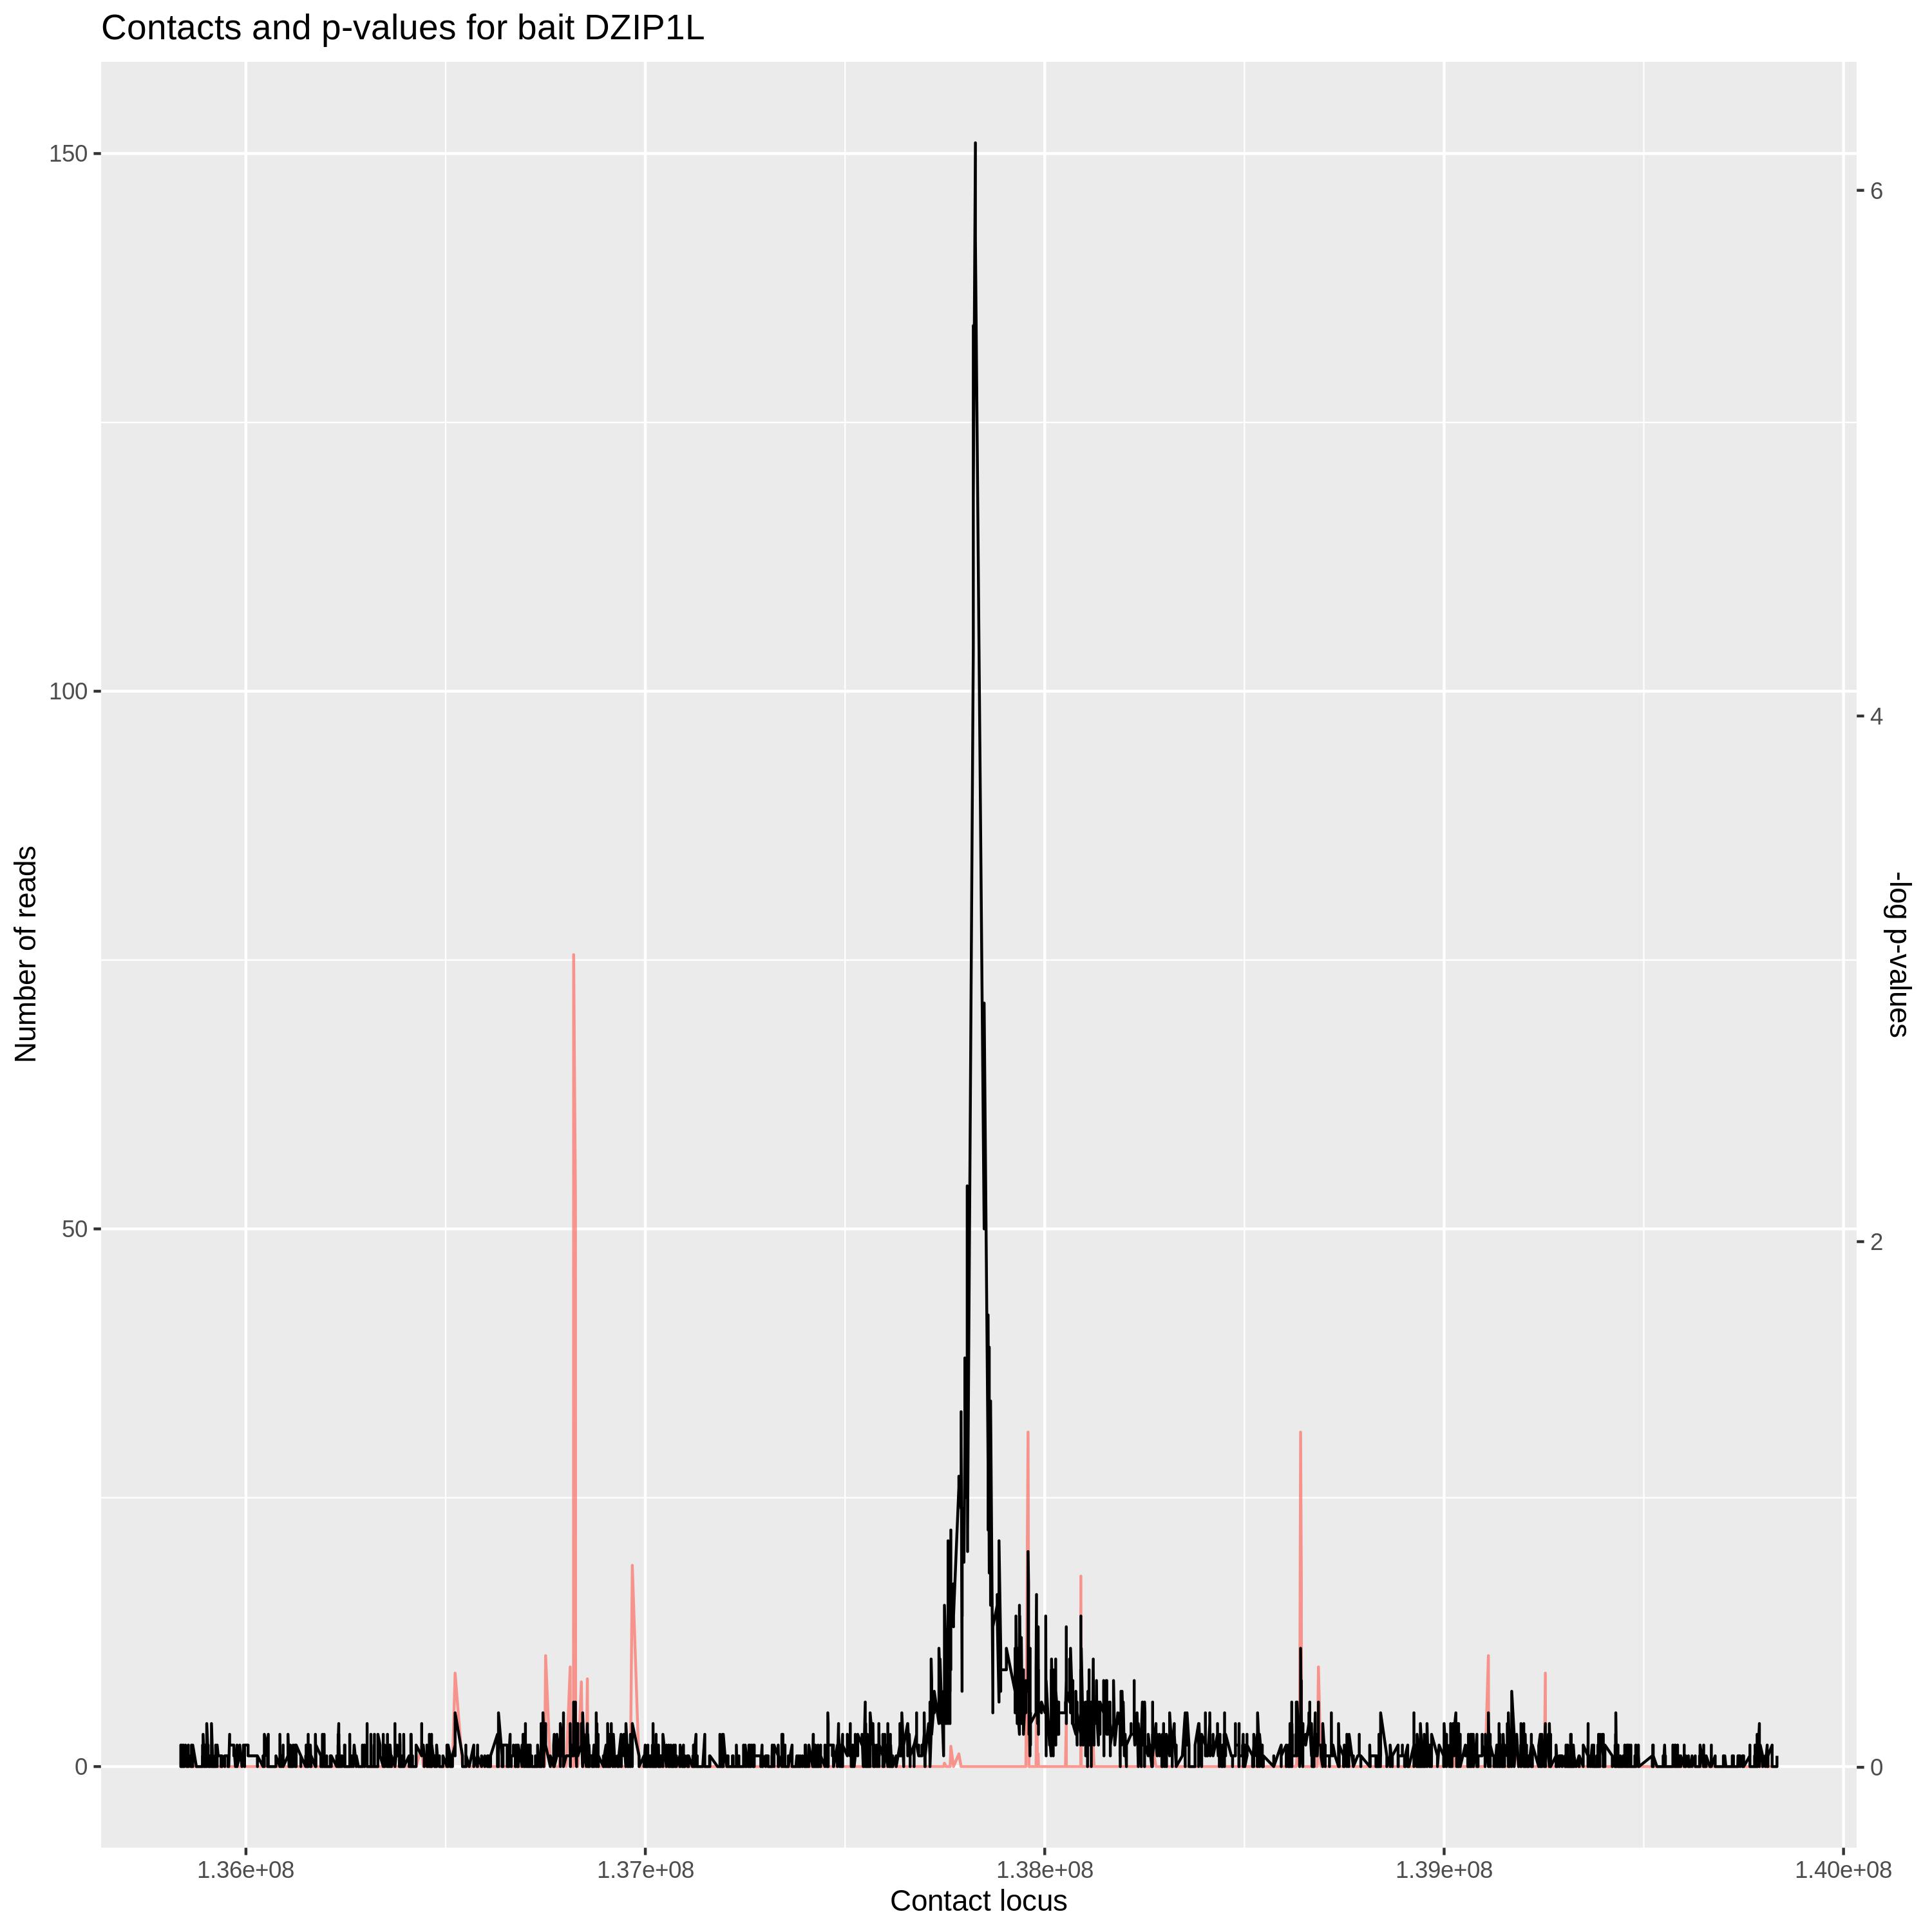 Contacts and p-values for bait DZIP1L
150
100
50
0
Number of reads
6
4
2
0
-log p-values
1.36e+08
1.37e+08
1.38e+08
1.39e+08
1.40e+08
Contact locus